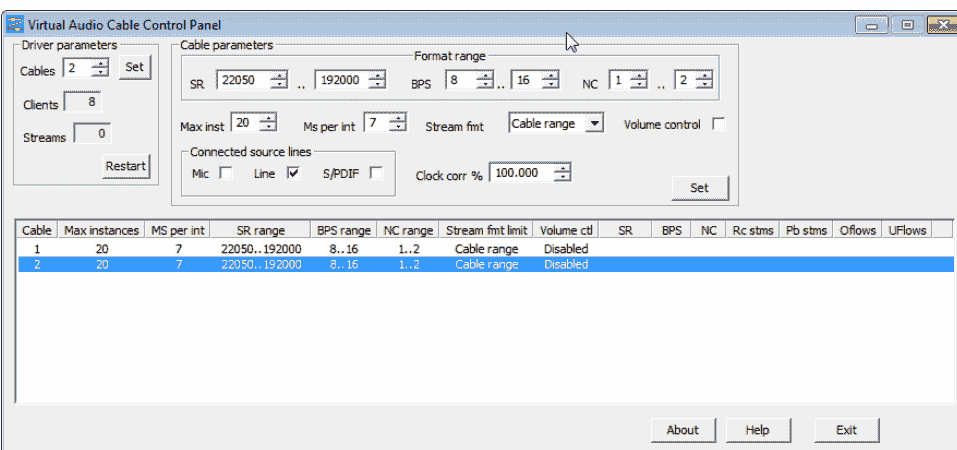 Virtual Audio Cable Control Panel
Driver parameters
Cables 2 Set
Clients 8
Streams 0
Restart
Cable parameters
Format range
SR 22050 .. 192000 BPS 8 .. 16 NC 1 .. 2
Max inst 20 Ms per int 7 Stream fmt Cable range Volume control
Connected source lines
Mic Line S/PDIF Clock corr % 100.000
Set
Cable Max instances MS per int SR range BPS range NC range Stream fmt limit Volume ctl SR BPS NC Rc stms Pb stms Oflows UFlows
1 20 7 22050..192000 8..16 1..2 Cable range Disabled
2 20 7 22050..192000 8..16 1..2 Cable range Disabled
About Help Exit